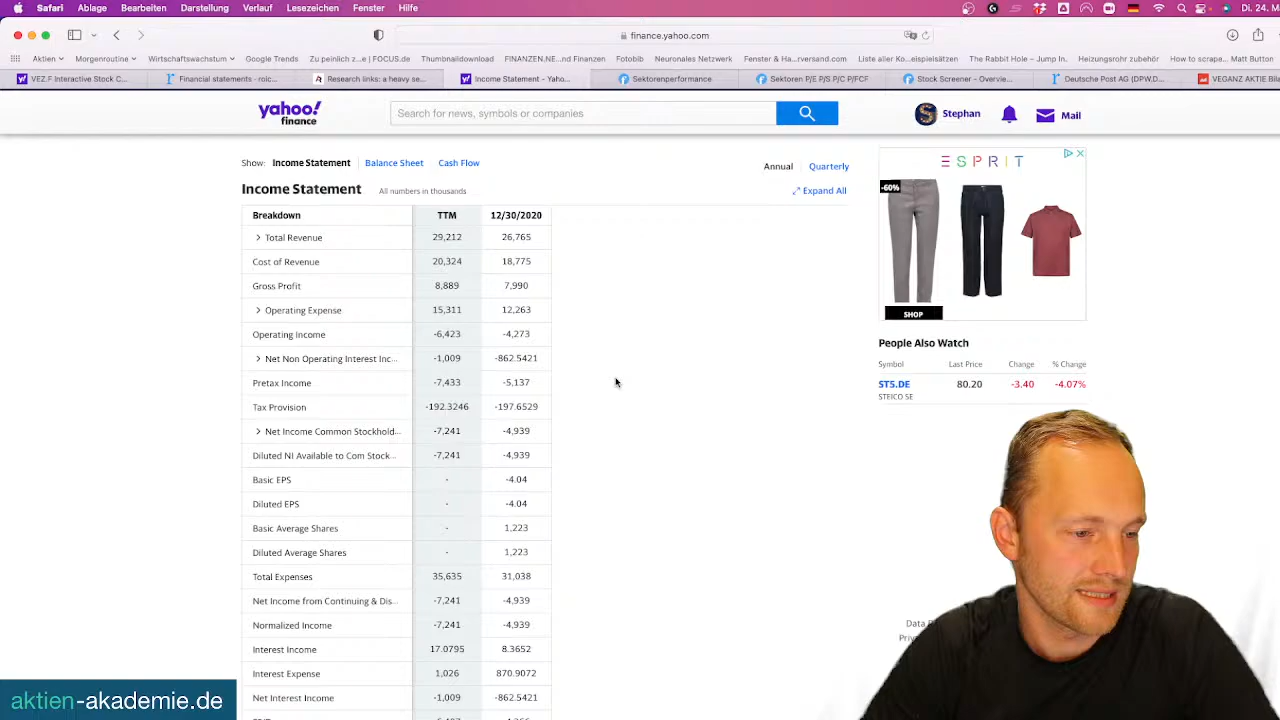 Safari Ablage Bearbeiten Darstellung Verlauf Lesezeichen Fenster Hilfe
Di. 24. M
finance.yahoo.com
Aktien Morgenroutine Wirtschaftswachstum Google Trends Zu peinlich z...e | FOCUS.de Thumbnaildownload FINANZEN,NE...nd Finanzen Fotobib Neuronales Netzwerk Fenster & Ha...rversand.com Liste aller Ko...eispielsätzen The Rabbit Hole – Jump In. Heizungsrohr zubehör How to scrape... Matt Button
VEZ.F Interactive Stock C... Financial statements - roic... Research links: a heavy se... Income Statement - Yaho... Sektorenperformance Sektoren P/E P/S P/C P/FCF Stock Screener - Overvie... Deutsche Post AG (DPW.D... VEGANZ AKTIE Bila
yahoo!
finance
Search for news, symbols or companies
Stephan
Mail
Show: Income Statement Balance Sheet Cash Flow
Annual Quarterly
Income Statement All numbers in thousands
Expand All
Breakdown TTM 12/30/2020
Total Revenue 29,212 26,765
Cost of Revenue 20,324 18,775
Gross Profit 8,889 7,990
Operating Expense 15,311 12,263
Operating Income -6,423 -4,273
Net Non Operating Interest Inc... -1,009 -862.5421
Pretax Income -7,433 -5,137
Tax Provision -192.3246 -197.6529
Net Income Common Stockhold... -7,241 -4,939
Diluted NI Available to Com Stock... -7,241 -4,939
Basic EPS - -4.04
Diluted EPS - -4.04
Basic Average Shares - 1,223
Diluted Average Shares - 1,223
Total Expenses 35,635 31,038
Net Income from Continuing & Dis... -7,241 -4,939
Normalized Income -7,241 -4,939
Interest Income 17.0795 8.3652
Interest Expense 1,026 870.9072
Net Interest Income -1,009 -862.5421
ESPRIT
-60%
SHOP
People Also Watch
Symbol Last Price Change % Change
ST5.DE 80.20 -3.40 -4.07%
STEICO SE
Data
aktien-akademie.de